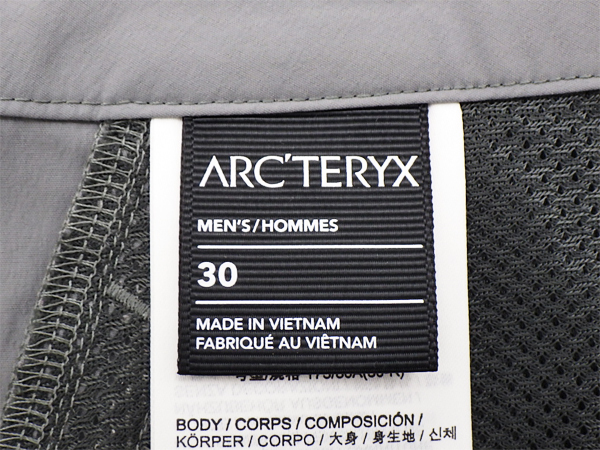 ARC'TERYX
MEN'S/HOMMES
30
MADE IN VIETNAM
FABRIQUÉ AU VIÊTNAM
BODY / CORPS / COMPOSICIÓN /
KÖRPER / CORPO / 大身 / 身生地 / 신체